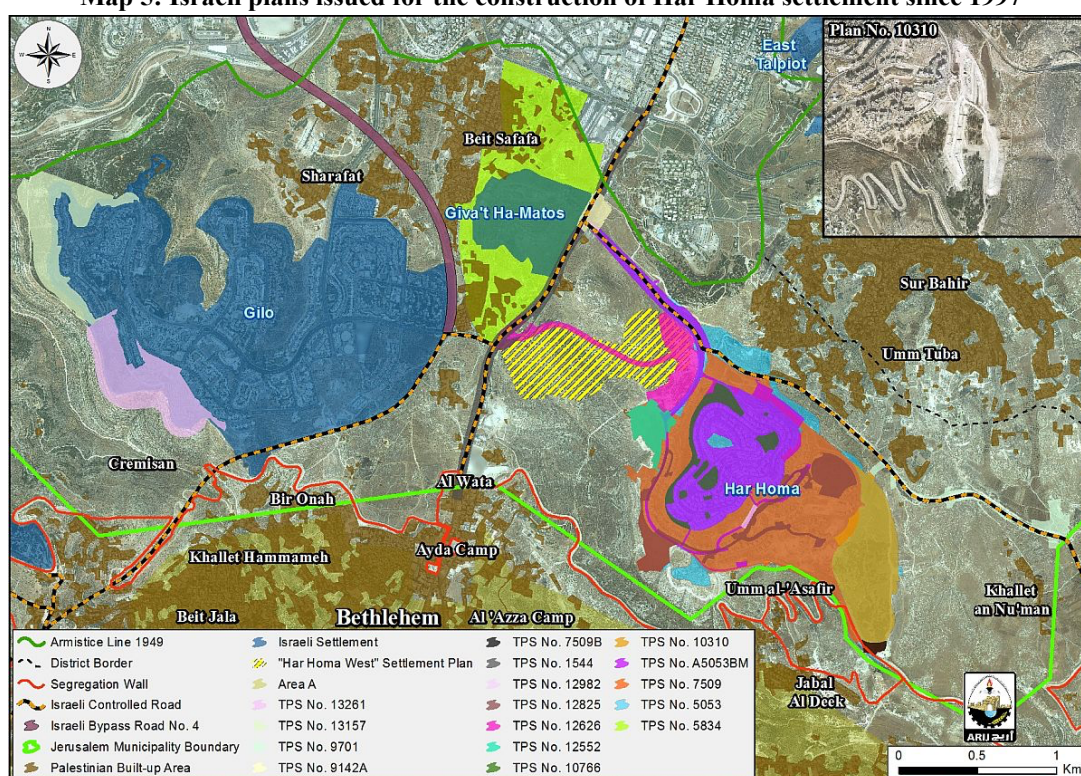 Map 3: Israeli plans issued for the construction of Har Homa settlement since 1997
N
W
E
S
East
Talpiot
Plan No. 10310
Beit Safafa
Sharafat
Giva't Ha-Matos
Sur Bahir
Gilo
Umm Tuba
Cremisan
Al Wata
Bir Onah
Har Homa
Ayda Camp
Khallet Hammameh
Umm al-'Asafir
Khallet
an Nu'man
Beit Jala
Bethlehem
Al 'Azza Camp
Jabal
Al Deek
Armistice Line 1949
District Border
Segregation Wall
Israeli Controlled Road
Israeli Bypass Road No. 4
Jerusalem Municipality Boundary
Palestinian Built-up Area
Israeli Settlement
"Har Homa West" Settlement Plan
Area A
TPS No. 13261
TPS No. 13157
TPS No. 9701
TPS No. 9142A
TPS No. 7509B
TPS No. 1544
TPS No. 12982
TPS No. 12825
TPS No. 12626
TPS No. 12552
TPS No. 10766
TPS No. 10310
TPS No. A5053BM
TPS No. 7509
TPS No. 5053
TPS No. 5834
ARIJ أريج
0 0.5 1
Km